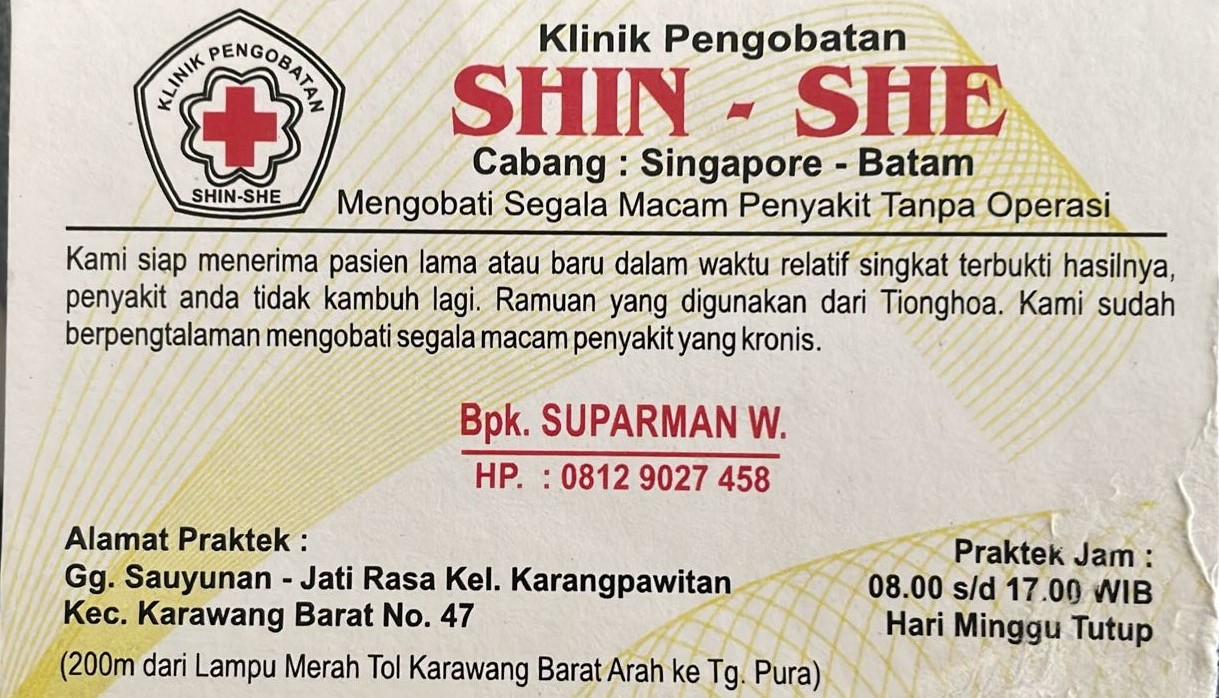 KLINIK PENGOBATAN
SHIN-SHE
Klinik Pengobatan
SHIN - SHE
Cabang : Singapore - Batam
Mengobati Segala Macam Penyakit Tanpa Operasi
Kami siap menerima pasien lama atau baru dalam waktu relatif singkat terbukti hasilnya,
penyakit anda tidak kambuh lagi. Ramuan yang digunakan dari Tionghoa. Kami sudah
berpengtalaman mengobati segala macam penyakit yang kronis.
Bpk. SUPARMAN W.
HP. : 0812 9027 458
Alamat Praktek :
Gg. Sauyunan - Jati Rasa Kel. Karangpawitan
Kec. Karawang Barat No. 47
(200m dari Lampu Merah Tol Karawang Barat Arah ke Tg. Pura)
Praktek Jam :
08.00 s/d 17.00 WIB
Hari Minggu Tutup